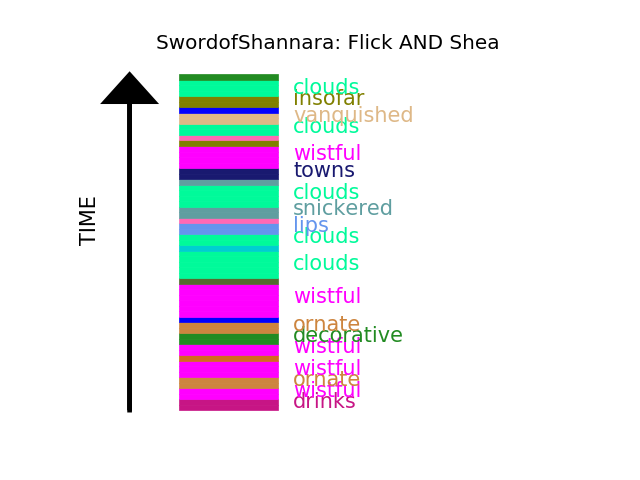 SwordofShannara: Flick AND Shea
clouds
insofar
vanquished
clouds
wistful
towns
clouds
snickered
lips
clouds
clouds
wistful
ornate
decorative
wistful
wistful
ornate
wistful
drinks
TIME